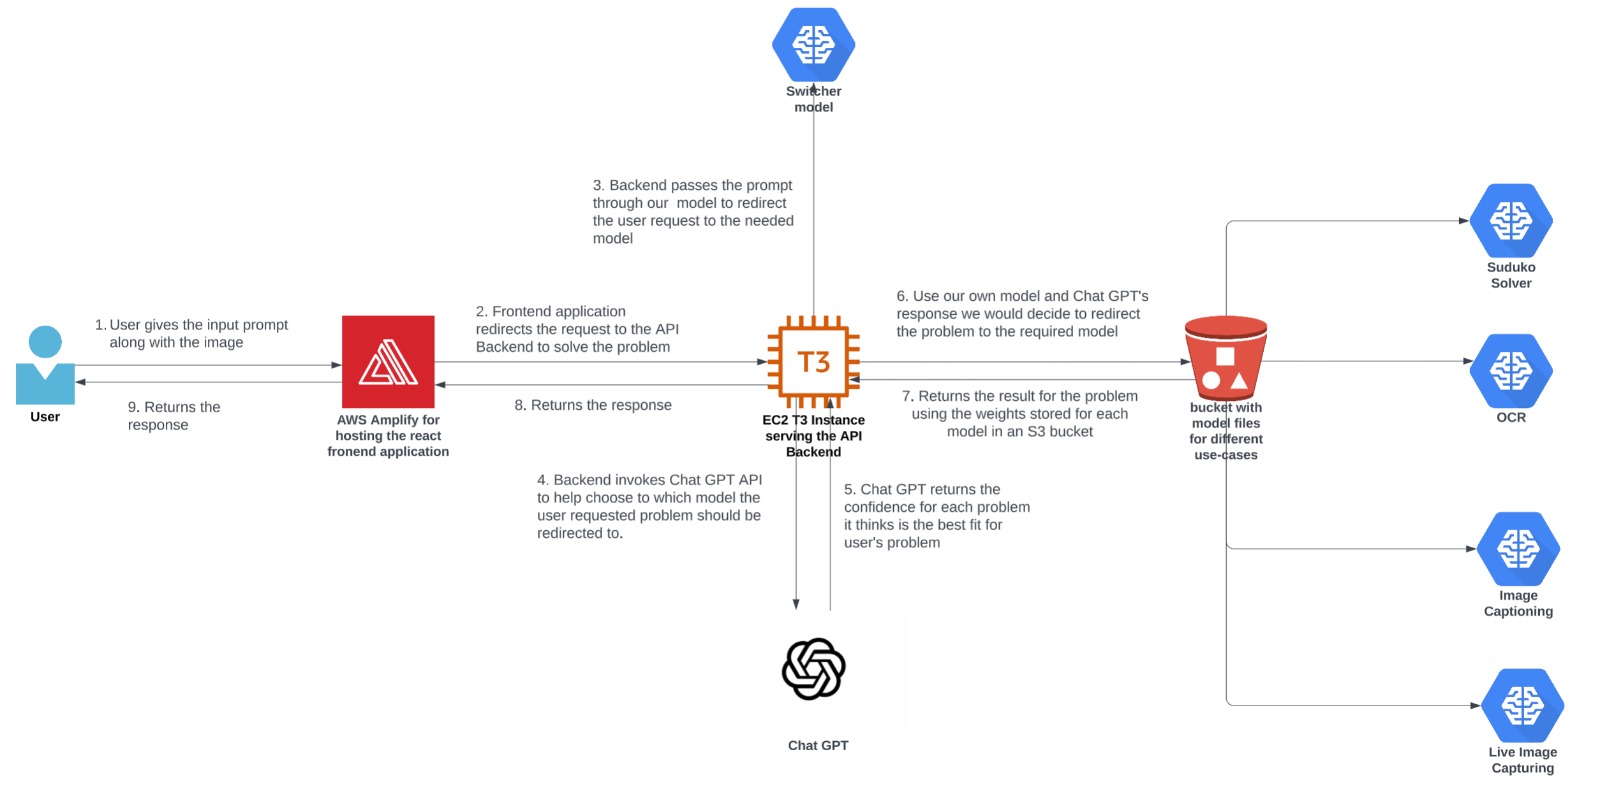 Switcher
model
3. Backend passes the prompt
through our model to redirect
the user request to the needed
model
Suduko
Solver
1. User gives the input prompt
along with the image
2. Frontend application
redirects the request to the API
Backend to solve the problem
6. Use our own model and Chat GPT's
response we would decide to redirect
the problem to the required model
T3
User
9. Returns the
response
AWS Amplify for
hosting the react
fronend application
8. Returns the response
EC2 T3 Instance
serving the API
Backend
7. Returns the result for the problem
using the weights stored for each
model in an S3 bucket
bucket with
model files
for different
use-cases
OCR
4. Backend invokes Chat GPT API
to help choose to which model the
user requested problem should be
redirected to.
5. Chat GPT returns the
confidence for each problem
it thinks is the best fit for
user's problem
Image
Captioning
Chat GPT
Live Image
Capturing